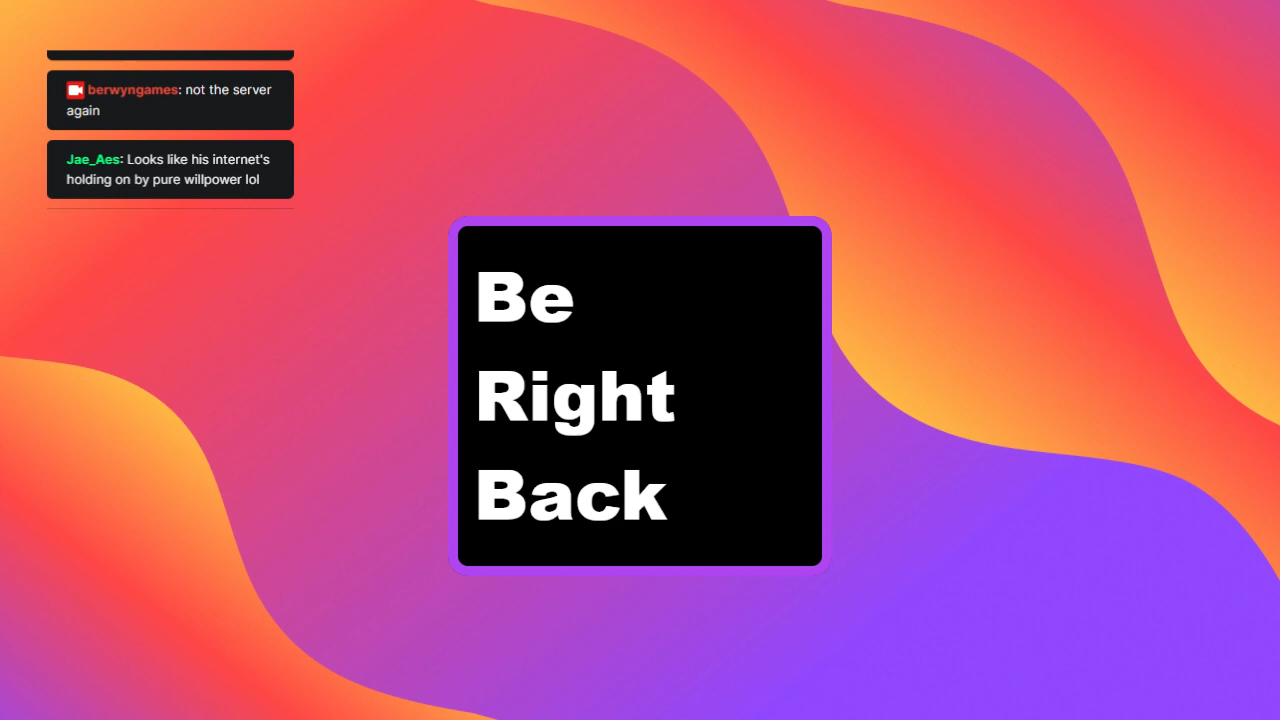 berwyngames: not the server
again
Jae_Aes: Looks like his internet's
holding on by pure willpower lol
Be
Right
Back